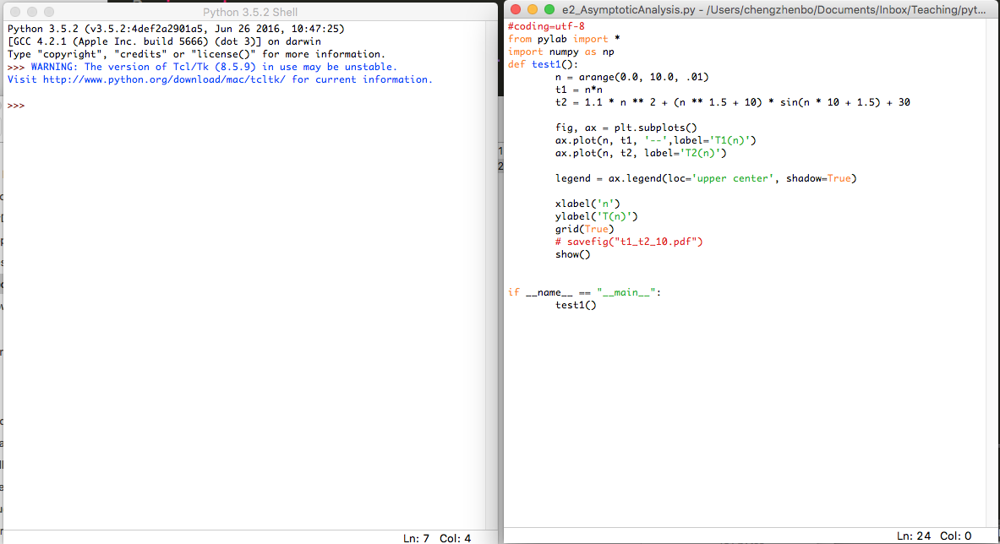 Python 3.5.2 Shell
Python 3.5.2 (v3.5.2:4def2a2901a5, Jun 26 2016, 10:47:25)
[GCC 4.2.1 (Apple Inc. build 5666) (dot 3)] on darwin
Type "copyright", "credits" or "license()" for more information.
>>> WARNING: The version of Tcl/Tk (8.5.9) in use may be unstable.
Visit http://www.python.org/download/mac/tcltk/ for current information.
>>>
Ln: 7 Col: 4
1
2
e2_AsymptoticAnalysis.py - /Users/chengzhenbo/Documents/Inbox/Teaching/pyt...
#coding=utf-8
from pylab import *
import numpy as np
def test1():
n = arange(0.0, 10.0, .01)
t1 = n*n
t2 = 1.1 * n ** 2 + (n ** 1.5 + 10) * sin(n * 10 + 1.5) + 30
fig, ax = plt.subplots()
ax.plot(n, t1, '--',label='T1(n)')
ax.plot(n, t2, label='T2(n)')
legend = ax.legend(loc='upper center', shadow=True)
xlabel('n')
ylabel('T(n)')
grid(True)
# savefig("t1_t2_10.pdf")
show()
if __name__ == "__main__":
test1()
Ln: 24 Col: 0